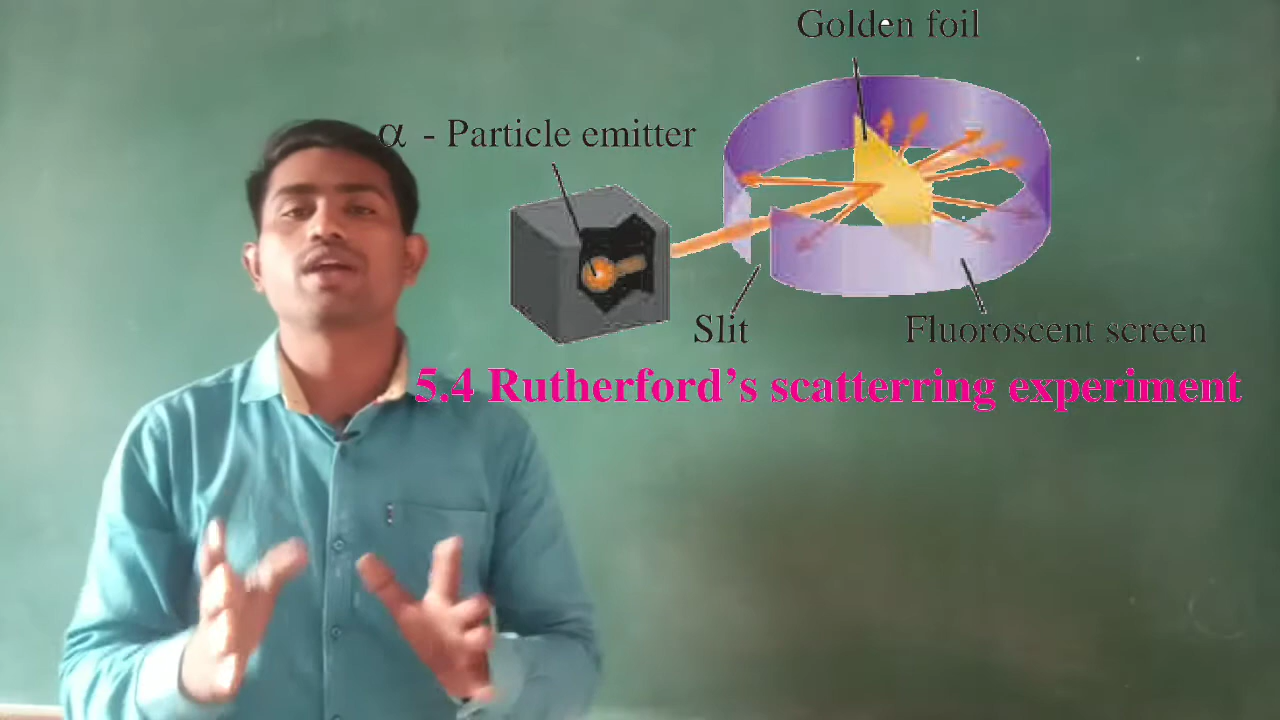 Golden foil
α - Particle emitter
Slit
Fluoroscent screen
5.4 Rutherford’s scatterring experiment